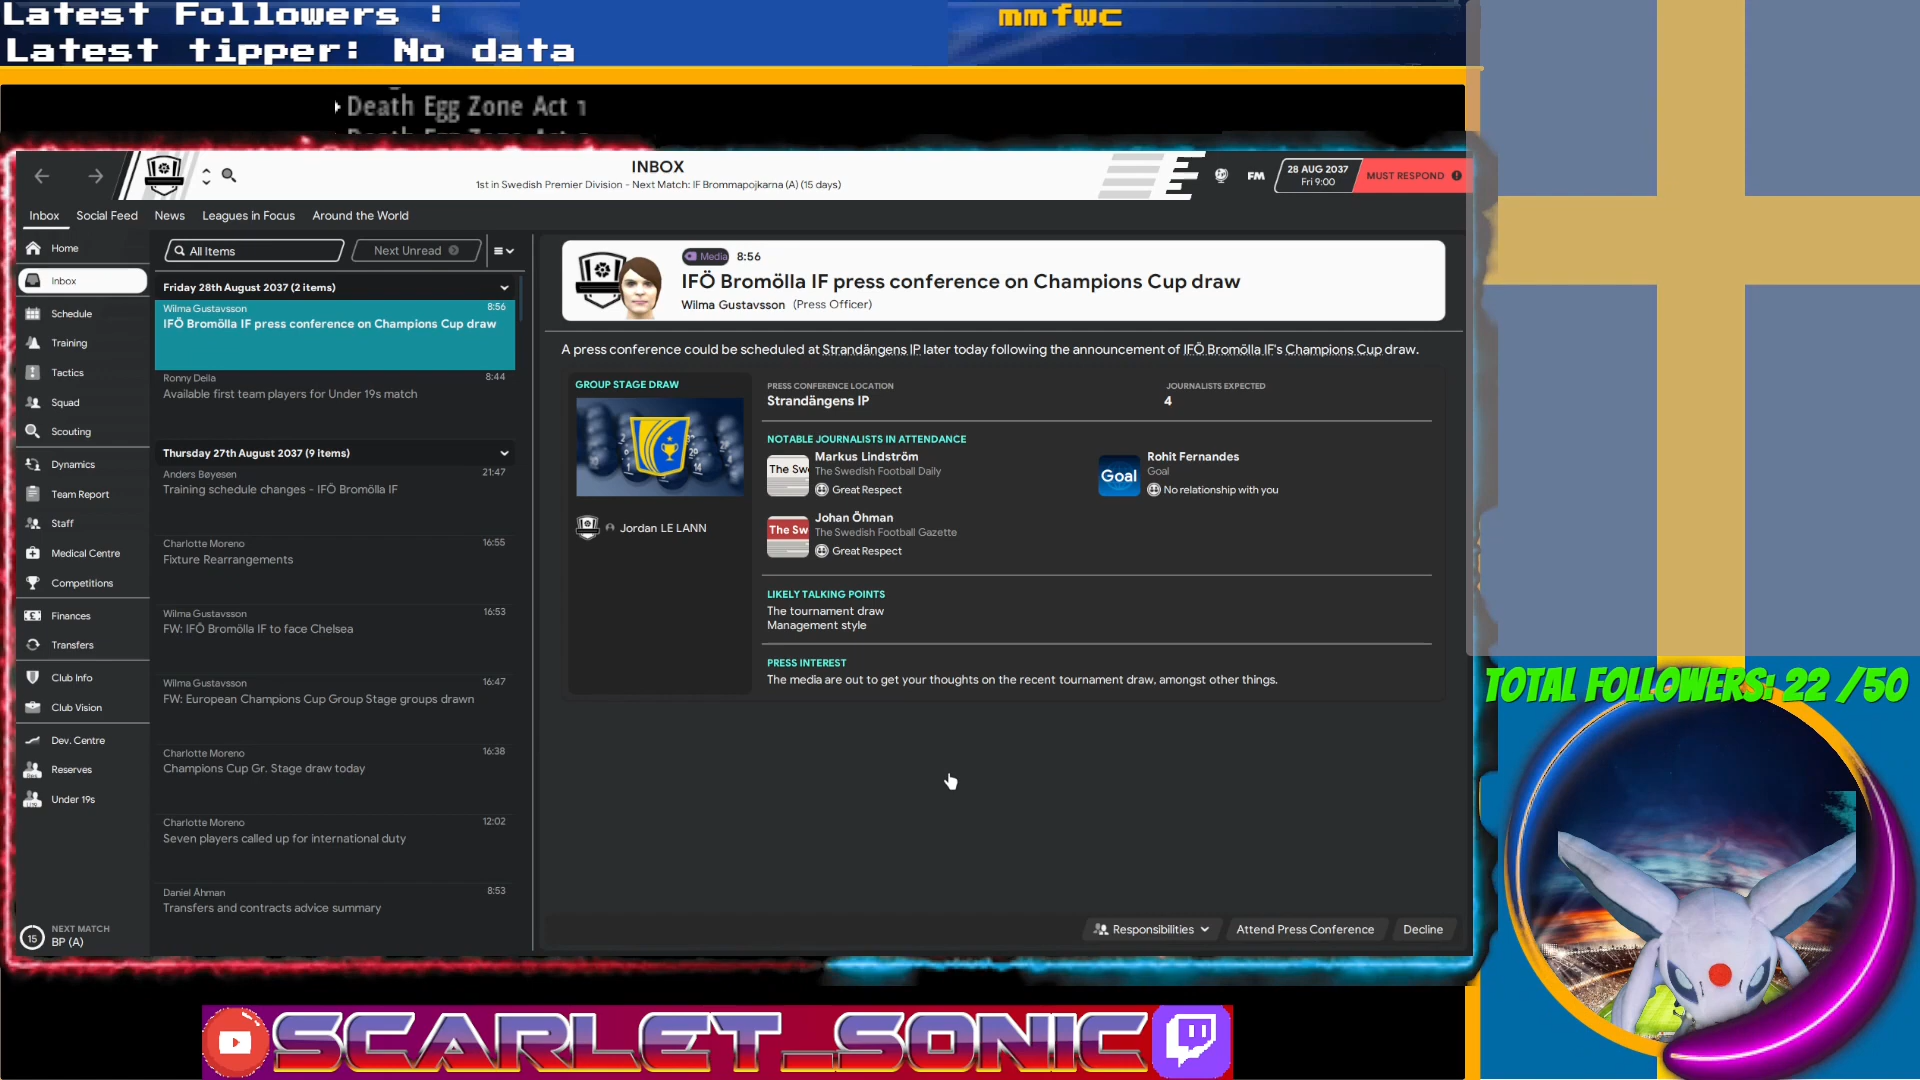 Latest Followers :
mmfwc
Latest tipper: No data
Death Egg Zone Act 1
INBOX
1st in Swedish Premier Division - Next Match: IF Brommapojkarna (A) (15 days)
FM
28 AUG 2037
Fri 9:00
MUST RESPOND
Inbox
Social Feed
News
Leagues in Focus
Around the World
Home
Inbox
Schedule
Training
Tactics
Squad
Scouting
Dynamics
Team Report
Staff
Medical Centre
Competitions
Finances
Transfers
Club Info
Club Vision
Dev. Centre
Reserves
Under 19s
15
NEXT MATCH
BP (A)
All Items
Next Unread
Friday 28th August 2037 (2 items)
Wilma Gustavsson 8:56
IFÖ Bromölla IF press conference on Champions Cup draw
Ronny Deila 8:44
Available first team players for Under 19s match
Thursday 27th August 2037 (9 items)
Anders Bøyesen 21:47
Training schedule changes - IFÖ Bromölla IF
Charlotte Moreno 16:55
Fixture Rearrangements
Wilma Gustavsson 16:53
FW: IFÖ Bromölla IF to face Chelsea
Wilma Gustavsson 16:47
FW: European Champions Cup Group Stage groups drawn
Charlotte Moreno 16:38
Champions Cup Gr. Stage draw today
Charlotte Moreno 12:02
Seven players called up for international duty
Daniel Åhman 8:53
Transfers and contracts advice summary
Media 8:56
IFÖ Bromölla IF press conference on Champions Cup draw
Wilma Gustavsson (Press Officer)
A press conference could be scheduled at Strandängens IP later today following the announcement of IFÖ Bromölla IF's Champions Cup draw.
GROUP STAGE DRAW
Jordan LE LANN
PRESS CONFERENCE LOCATION
Strandängens IP
JOURNALISTS EXPECTED
4
NOTABLE JOURNALISTS IN ATTENDANCE
The Sw
Markus Lindström
The Swedish Football Daily
Great Respect
Goal
Rohit Fernandes
Goal
No relationship with you
The Sw
Johan Öhman
The Swedish Football Gazette
Great Respect
LIKELY TALKING POINTS
The tournament draw
Management style
PRESS INTEREST
The media are out to get your thoughts on the recent tournament draw, amongst other things.
Responsibilities
Attend Press Conference
Decline
TOTAL FOLLOWERS: 22 /50
SCARLET_SONIC